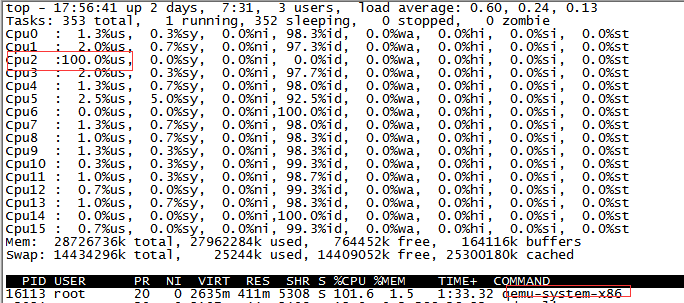 top - 17:56:41 up 2 days,  7:31,  3 users,  load average: 0.60, 0.24, 0.13
Tasks: 353 total,   1 running, 352 sleeping,   0 stopped,   0 zombie
Cpu0  :  1.3%us,  0.3%sy,  0.0%ni, 98.3%id,  0.0%wa,  0.0%hi,  0.0%si,  0.0%st
Cpu1  :  2.0%us,  0.7%sy,  0.0%ni, 97.3%id,  0.0%wa,  0.0%hi,  0.0%si,  0.0%st
Cpu2  :100.0%us,  0.0%sy,  0.0%ni,  0.0%id,  0.0%wa,  0.0%hi,  0.0%si,  0.0%st
Cpu3  :  2.0%us,  0.3%sy,  0.0%ni, 97.7%id,  0.0%wa,  0.0%hi,  0.0%si,  0.0%st
Cpu4  :  1.3%us,  0.7%sy,  0.0%ni, 98.0%id,  0.0%wa,  0.0%hi,  0.0%si,  0.0%st
Cpu5  :  2.5%us,  5.0%sy,  0.0%ni, 92.5%id,  0.0%wa,  0.0%hi,  0.0%si,  0.0%st
Cpu6  :  0.0%us,  0.0%sy,  0.0%ni,100.0%id,  0.0%wa,  0.0%hi,  0.0%si,  0.0%st
Cpu7  :  1.0%us,  0.7%sy,  0.0%ni, 98.3%id,  0.0%wa,  0.0%hi,  0.0%si,  0.0%st
Cpu8  :  1.0%us,  0.7%sy,  0.0%ni, 98.3%id,  0.0%wa,  0.0%hi,  0.0%si,  0.0%st
Cpu9  :  1.3%us,  0.3%sy,  0.0%ni, 98.3%id,  0.0%wa,  0.0%hi,  0.0%si,  0.0%st
Cpu10 :  0.3%us,  0.3%sy,  0.0%ni, 99.3%id,  0.0%wa,  0.0%hi,  0.0%si,  0.0%st
Cpu11 :  1.0%us,  0.3%sy,  0.0%ni, 98.7%id,  0.0%wa,  0.0%hi,  0.0%si,  0.0%st
Cpu12 :  0.7%us,  0.0%sy,  0.0%ni, 99.3%id,  0.0%wa,  0.0%hi,  0.0%si,  0.0%st
Cpu13 :  1.0%us,  0.7%sy,  0.0%ni, 98.3%id,  0.0%wa,  0.0%hi,  0.0%si,  0.0%st
Cpu14 :  0.0%us,  0.0%sy,  0.0%ni,100.0%id,  0.0%wa,  0.0%hi,  0.0%si,  0.0%st
Cpu15 :  0.7%us,  0.0%sy,  0.0%ni, 99.3%id,  0.0%wa,  0.0%hi,  0.0%si,  0.0%st
Mem:  28726736k total, 27962284k used,   764452k free,   164116k buffers
Swap: 14434296k total,    25244k used, 14409052k free, 25300180k cached
PID USER      PR  NI  VIRT  RES  SHR S %CPU %MEM    TIME+  COMMAND
16113 root      20   0 2635m 411m 5308 S 101.6  1.5   1:33.32 qemu-system-x86